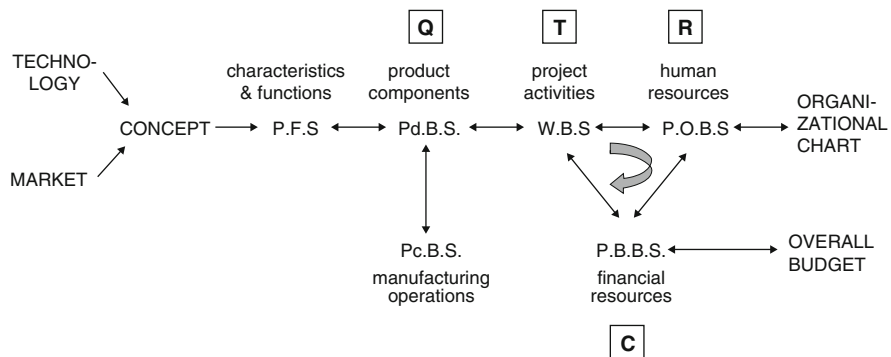 Q
T
R
TECHNO-
LOGY
characteristics
& functions
product
components
project
activities
human
resources
CONCEPT
P.F.S
Pd.B.S.
W.B.S
P.O.B.S
ORGANI-
ZATIONAL
CHART
MARKET
Pc.B.S.
manufacturing
operations
P.B.B.S.
financial
resources
OVERALL
BUDGET
C